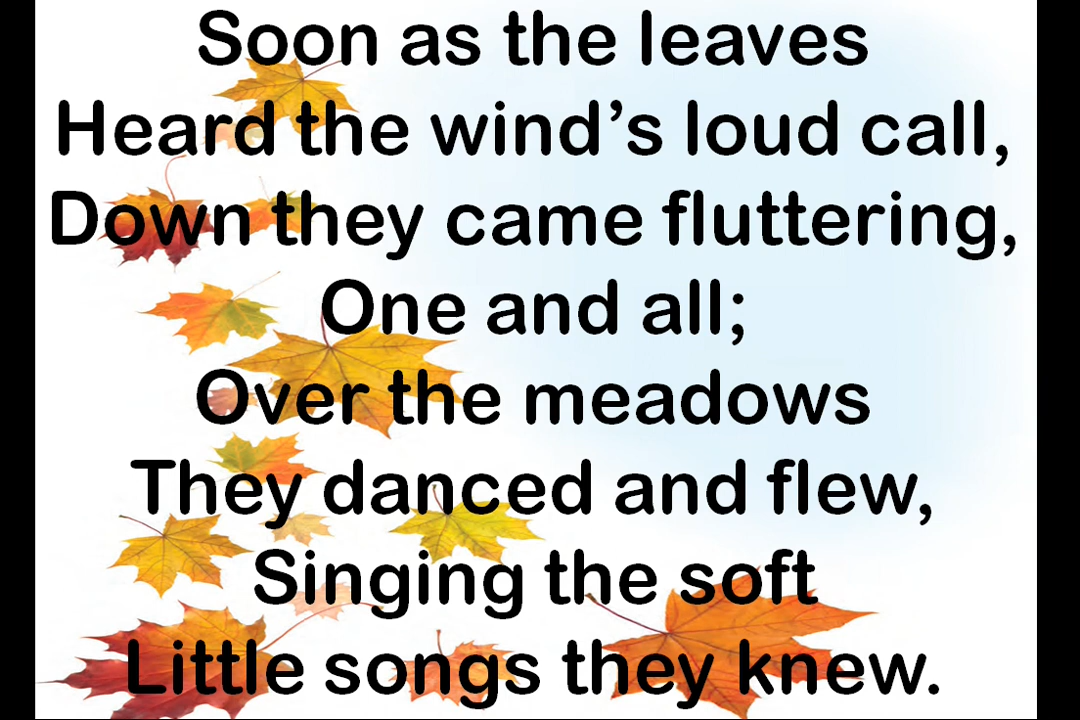 Soon as the leaves
Heard the wind’s loud call,
Down they came fluttering,
One and all;
Over the meadows
They danced and flew,
Singing the soft
Little songs they knew.